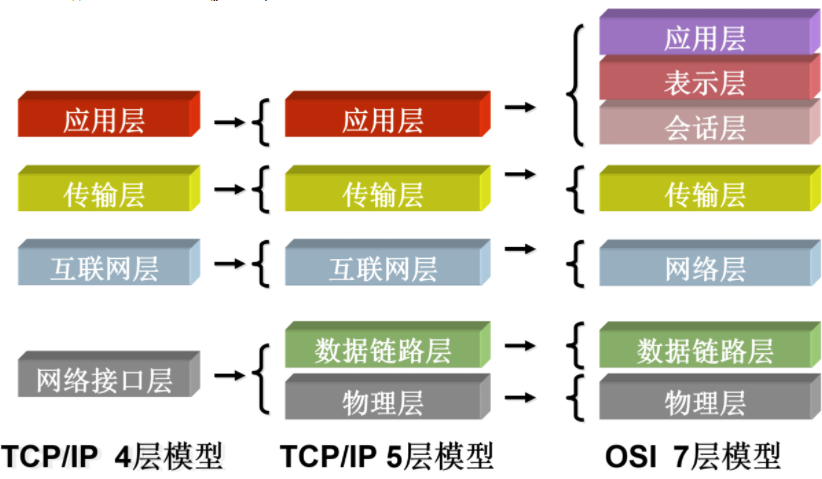 应用层
传输层
互联网层
网络接口层
TCP/IP 4层模型
应用层
传输层
互联网层
数据链路层
物理层
TCP/IP 5层模型
应用层
表示层
会话层
传输层
网络层
数据链路层
物理层
OSI 7层模型